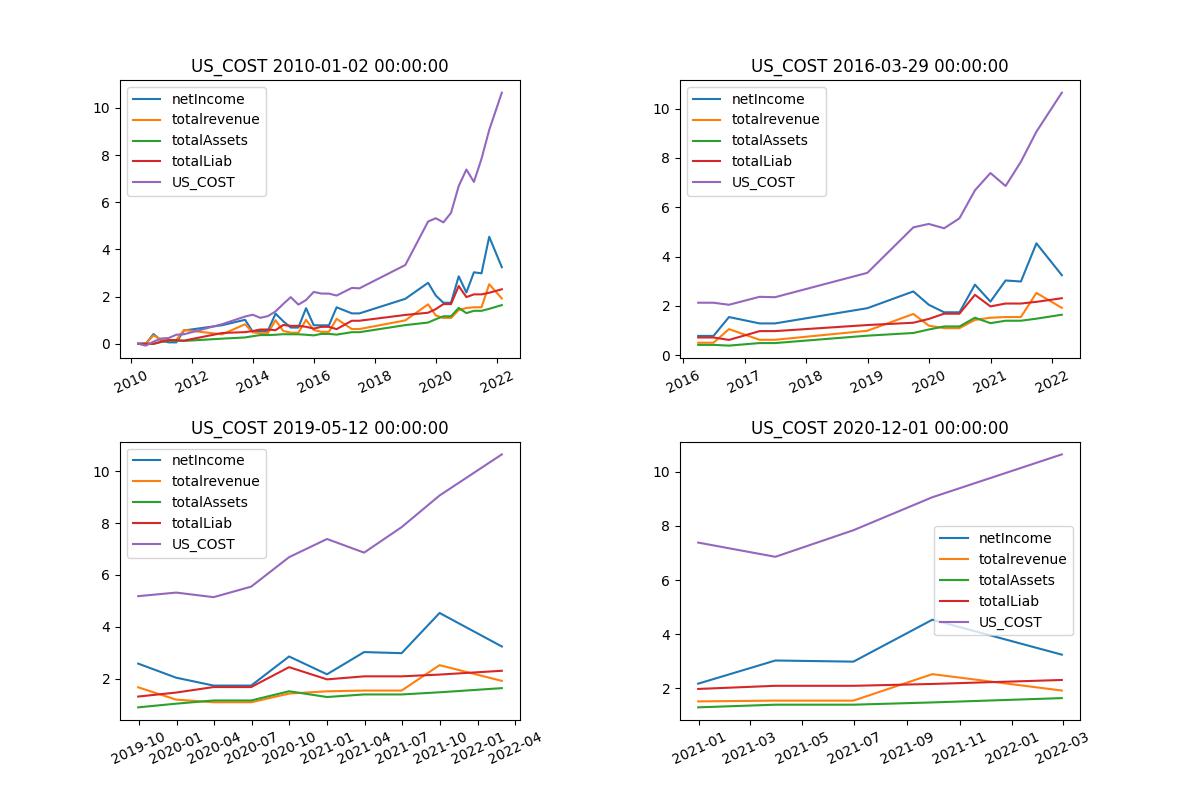 US_COST 2010-01-02 00:00:00
netIncome
totalrevenue
totalAssets
totalLiab
US_COST
10
8
6
4
2
0
2010 2012 2014 2016 2018 2020 2022
US_COST 2016-03-29 00:00:00
netIncome
totalrevenue
totalAssets
totalLiab
US_COST
10
8
6
4
2
0
2016 2017 2018 2019 2020 2021 2022
US_COST 2019-05-12 00:00:00
netIncome
totalrevenue
totalAssets
totalLiab
US_COST
10
8
6
4
2
2019-10 2020-01 2020-04 2020-07 2020-10 2021-01 2021-04 2021-07 2021-10 2022-01 2022-04
US_COST 2020-12-01 00:00:00
netIncome
totalrevenue
totalAssets
totalLiab
US_COST
10
8
6
4
2
2021-01 2021-03 2021-05 2021-07 2021-09 2021-11 2022-01 2022-03